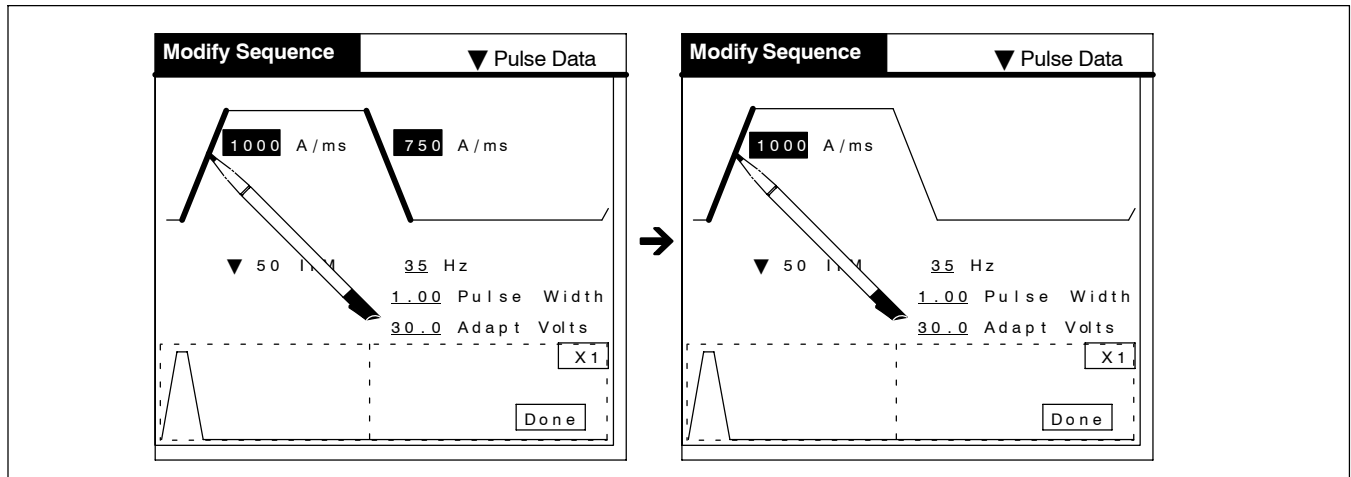 Modify Sequence
▼ Pulse Data
1000 A/ms
750 A/ms
▼ 50
35 Hz
1.00 Pulse Width
30.0 Adapt Volts
X1
Done
➔
Modify Sequence
▼ Pulse Data
1000 A/ms
▼ 50
35 Hz
1.00 Pulse Width
30.0 Adapt Volts
X1
Done